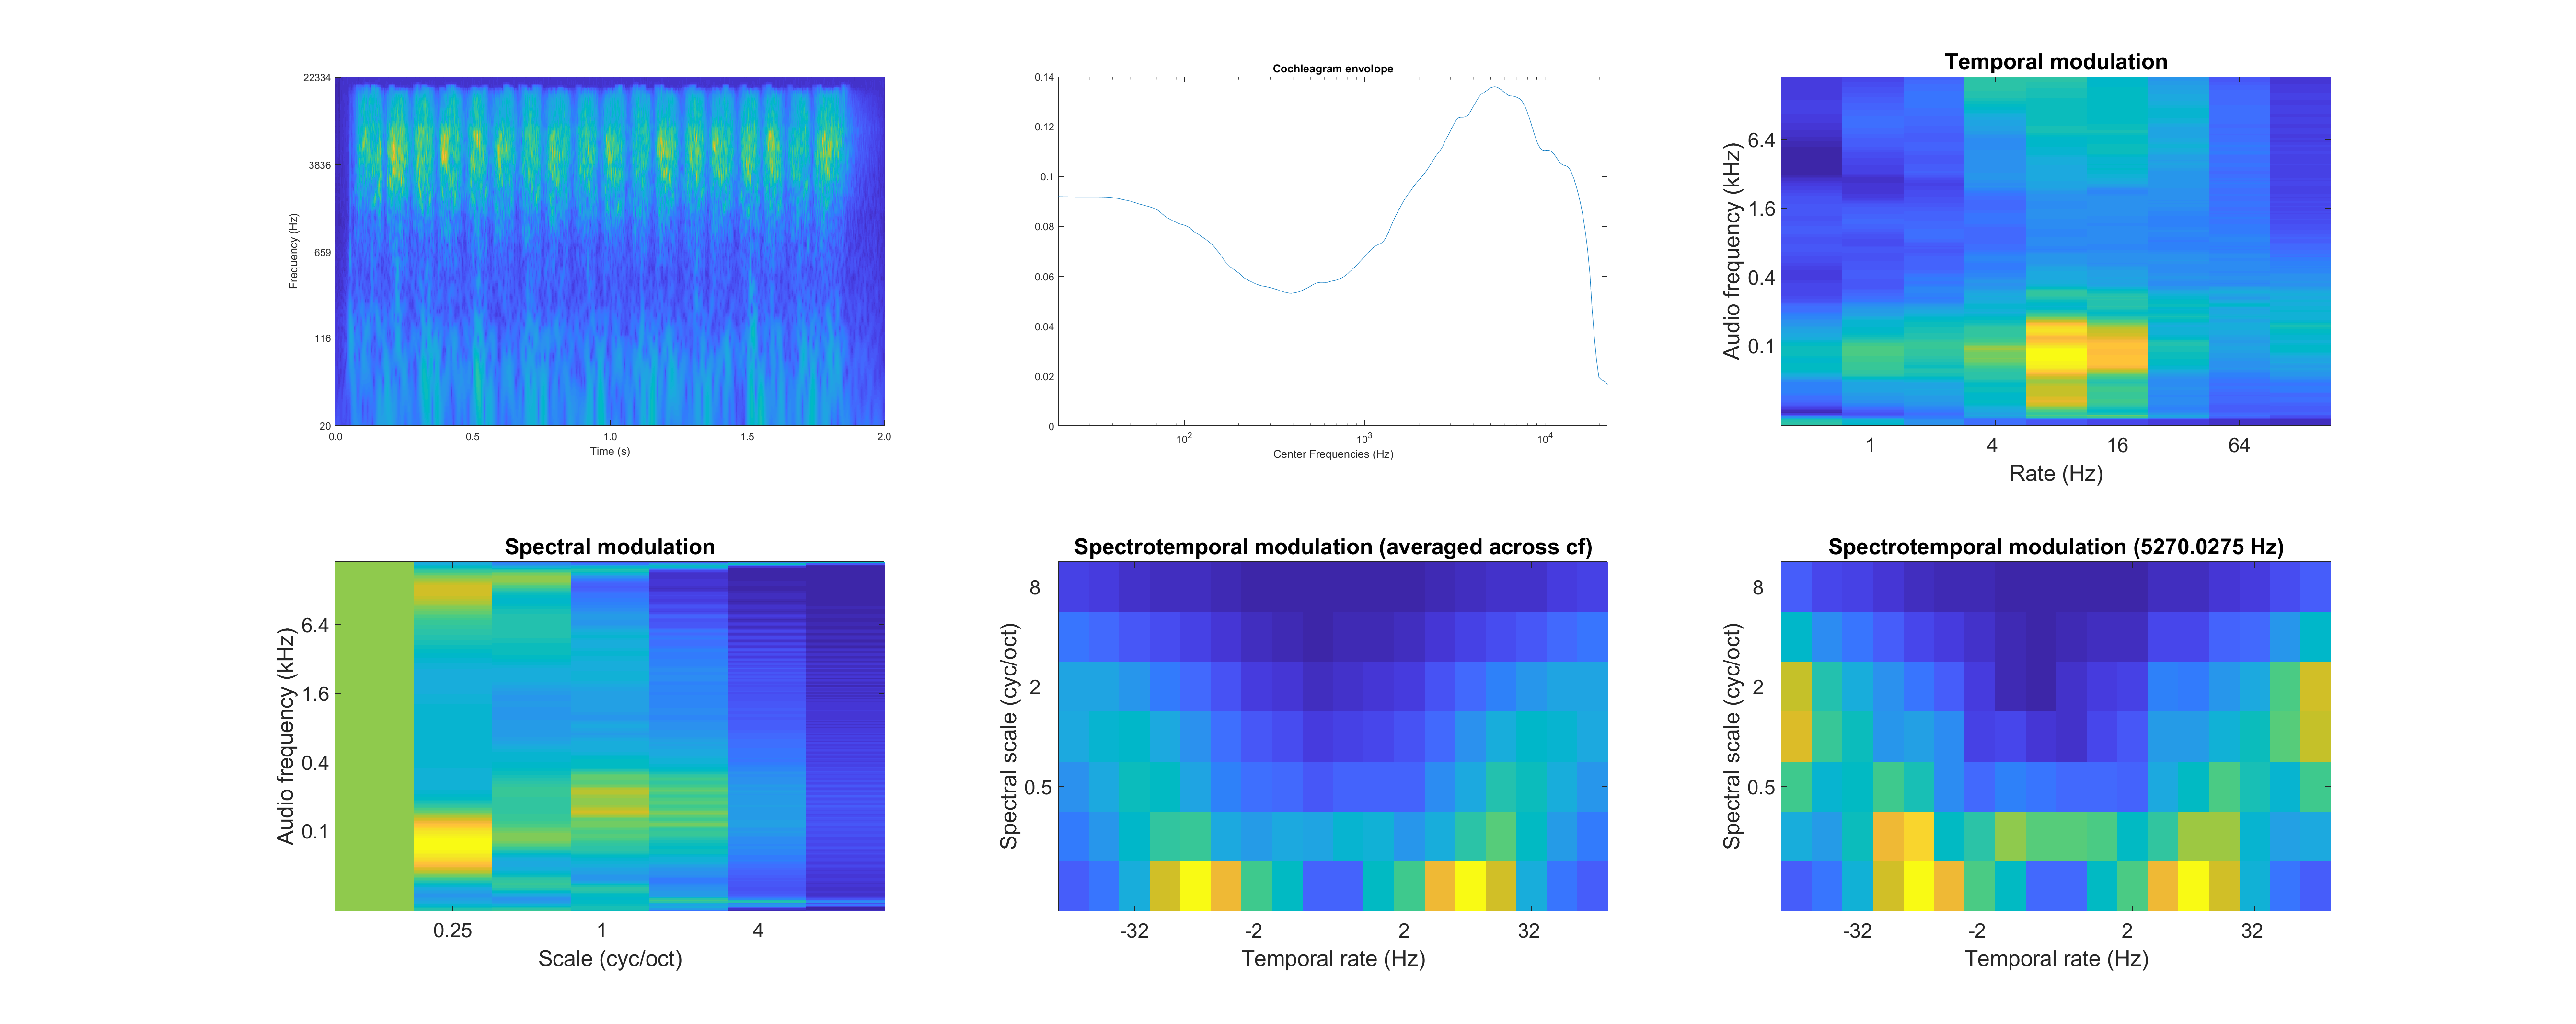 22334
3836
659
116
20
Frequency (Hz)
0.0 0.5 1.0 1.5 2.0
Time (s)
Cochleagram envolope
0.14
0.12
0.1
0.08
0.06
0.04
0.02
0
10² 10³ 10⁴
Center Frequencies (Hz)
Temporal modulation
6.4
1.6
0.4
0.1
Audio frequency (kHz)
1 4 16 64
Rate (Hz)
Spectral modulation
6.4
1.6
0.4
0.1
Audio frequency (kHz)
0.25 1 4
Scale (cyc/oct)
Spectrotemporal modulation (averaged across cf)
8
2
0.5
Spectral scale (cyc/oct)
-32 -2 2 32
Temporal rate (Hz)
Spectrotemporal modulation (5270.0275 Hz)
8
2
0.5
Spectral scale (cyc/oct)
-32 -2 2 32
Temporal rate (Hz)